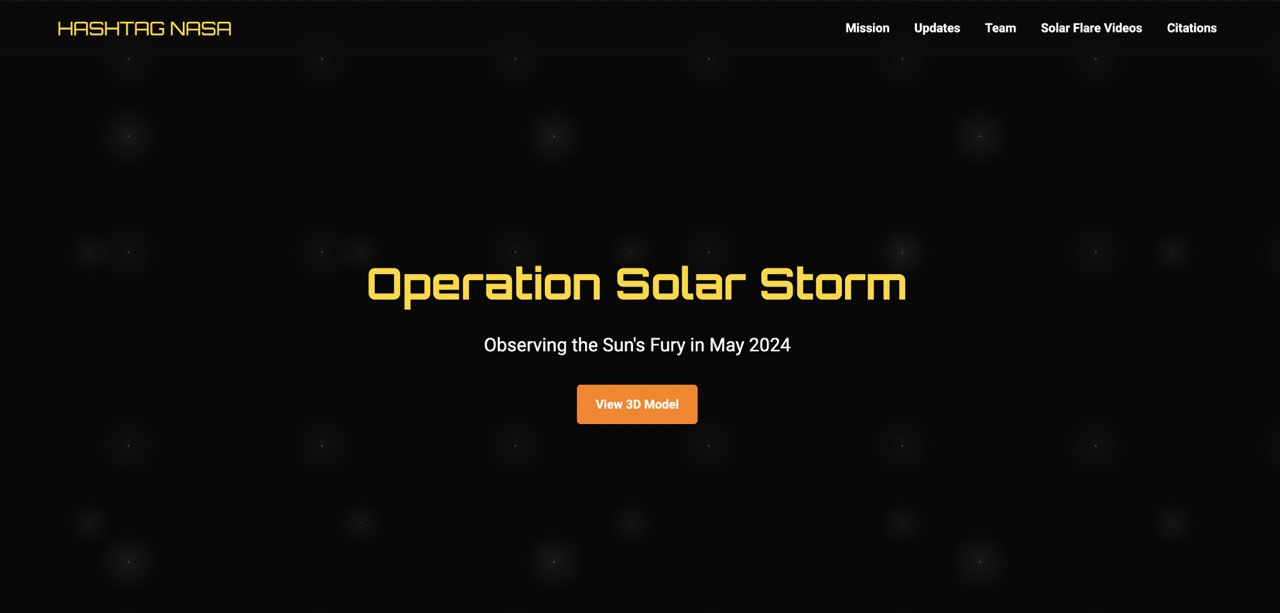 HASHTAG NASA
Mission Updates Team Solar Flare Videos Citations
Operation Solar Storm
Observing the Sun's Fury in May 2024
View 3D Model